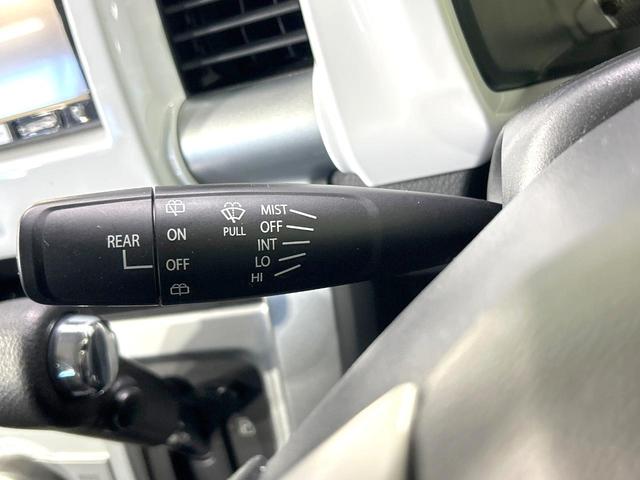 REAR
ON
OFF
PULL
MIST
OFF
INT
LO
HI